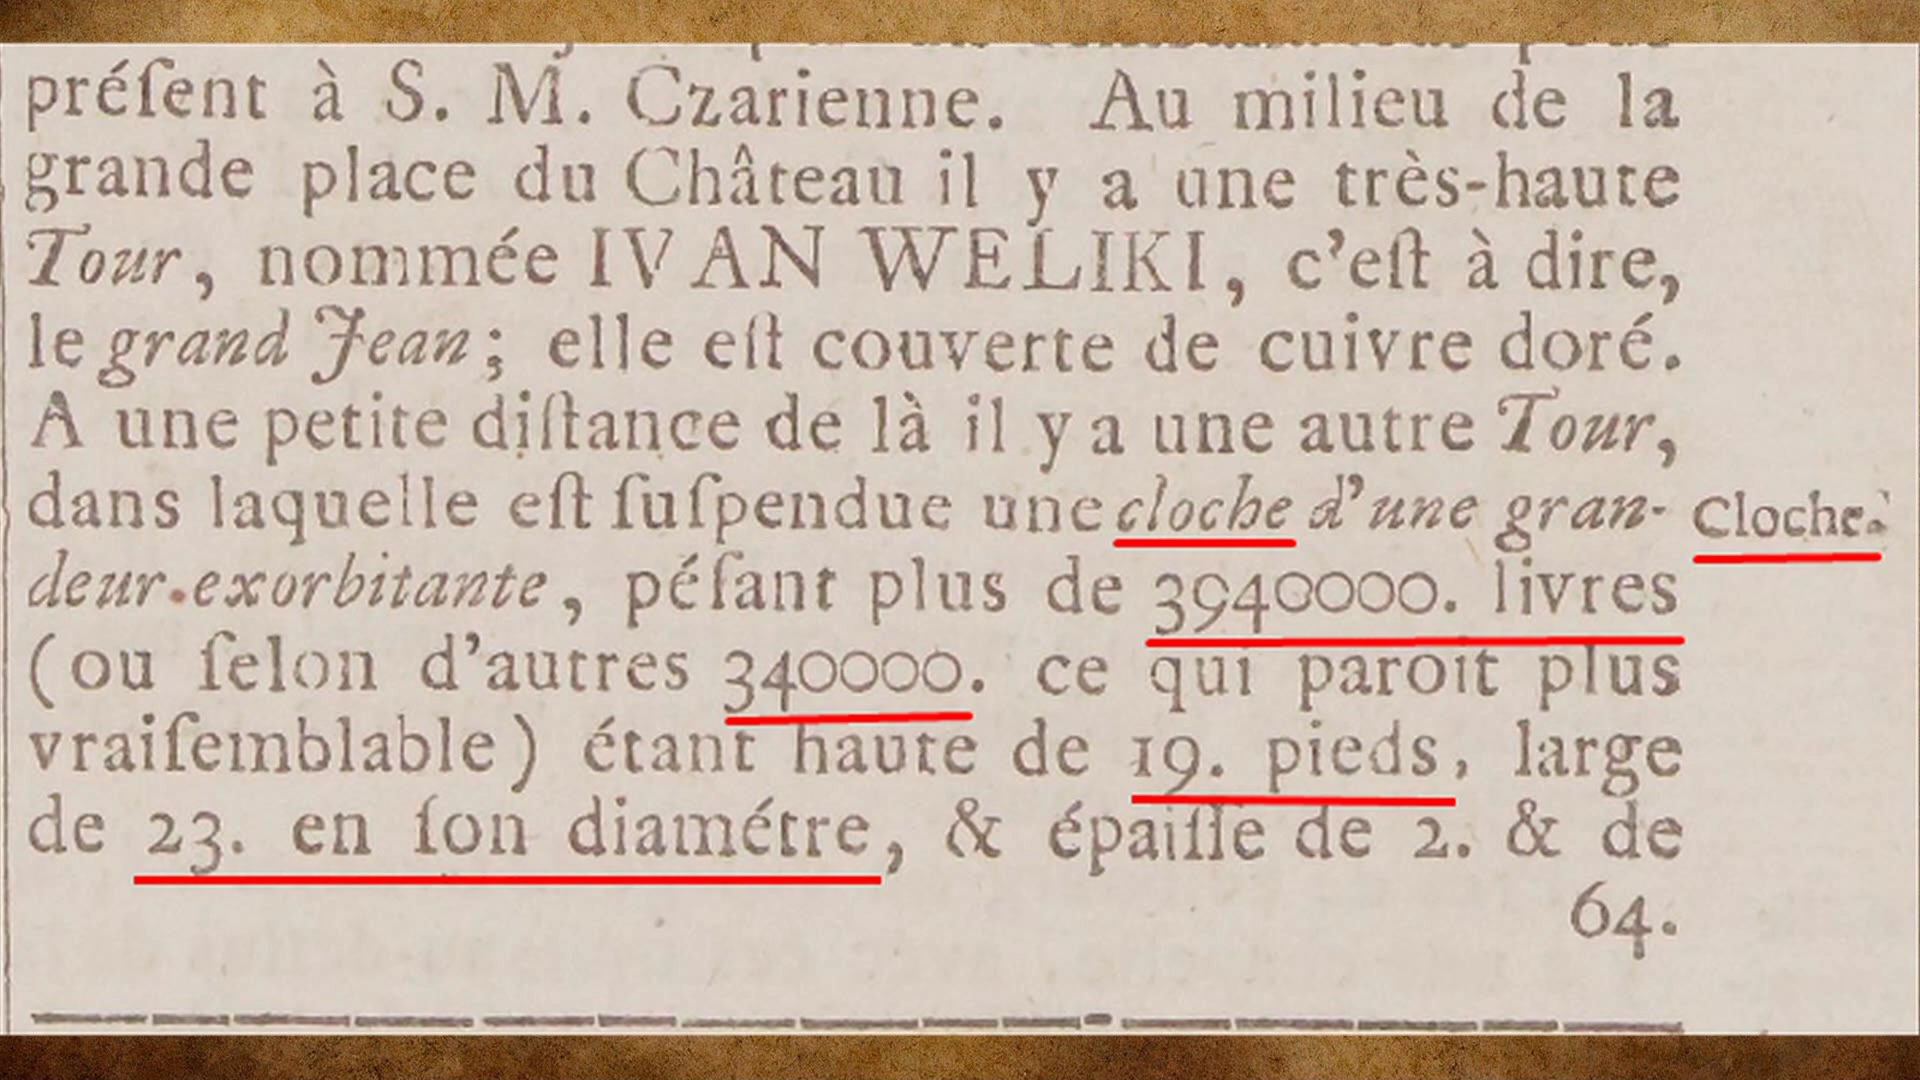 préſent à S. M. Czarienne. Au milieu de la
grande place du Château il y a une très-haute
Tour, nommée IVAN WELIKI, c'eſt à dire,
le grand Jean; elle eſt couverte de cuivre doré.
A une petite diſtance de là il y a une autre Tour,
dans laquelle eſt ſuſpendue une cloche d'une gran-
Cloche.
deur exorbitante, péſant plus de 3940000. livres
(ou ſelon d'autres 340000. ce qui paroit plus
vraiſemblable) étant haute de 19. pieds, large
de 23. en ſon diamétre, & épaiſſe de 2. & de
64.